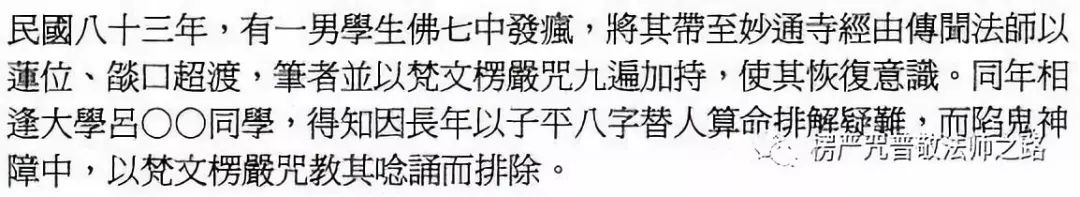 民國八十三年，有一男學生佛七中發瘋，將其帶至妙通寺經由傳聞法師以
蓮位、燄口超渡，筆者並以梵文楞嚴咒九遍加持，使其恢復意識。同年相
逢大學呂〇〇同學，得知因長年以子平八字替人算命排解疑難，而陷鬼神
障中，以梵文楞嚴咒教其唸誦而排除。
楞严咒普敬法师之路